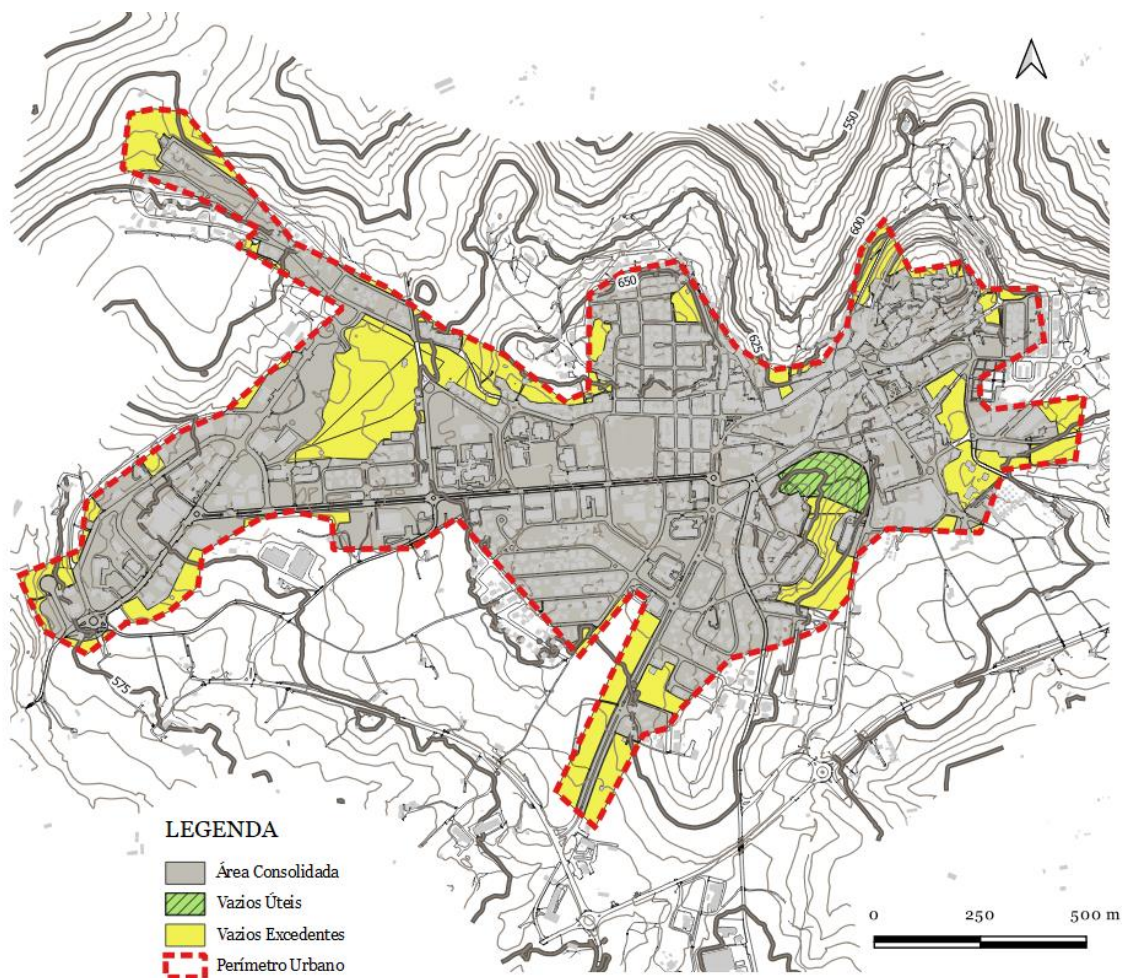 550
600
650
625
575
LEGENDA
Área Consolidada
Vazios Úteis
Vazios Excedentes
Perímetro Urbano
0 250 500 m